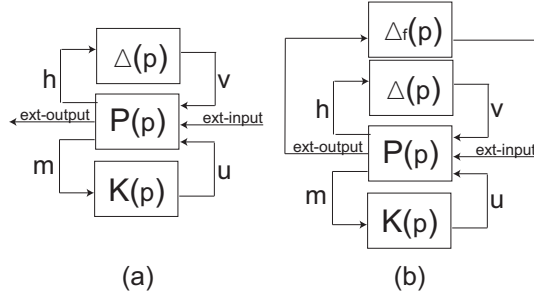 △(p)
h
v
ext-output
P(p)
ext-input
m
u
K(p)
(a)
△f(p)
△(p)
h
v
ext-output
P(p)
ext-input
m
u
K(p)
(b)